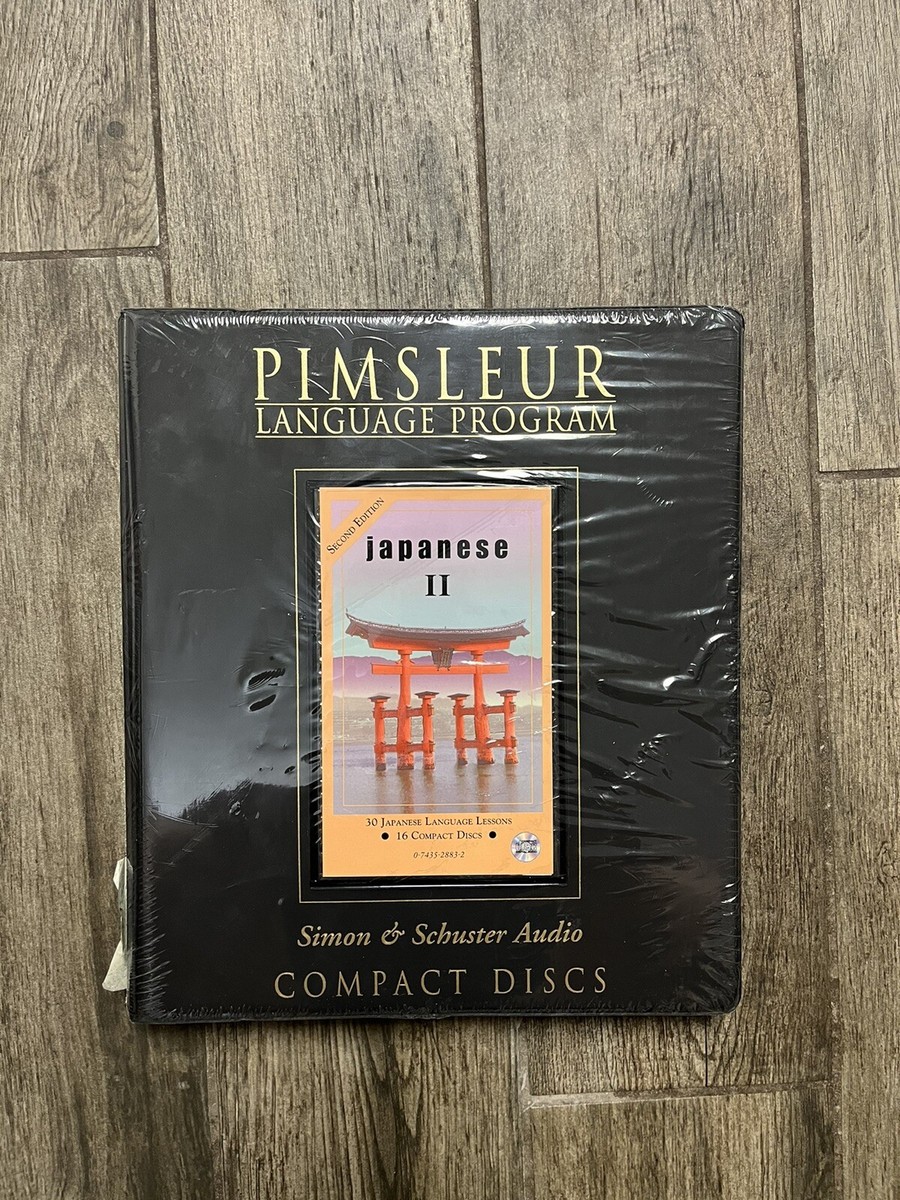 PIMSLEUR
LANGUAGE PROGRAM
SECOND EDITION
japanese
II
30 JAPANESE LANGUAGE LESSONS
● 16 COMPACT DISCS ●
0-7435-2883-2
Simon & Schuster Audio
COMPACT DISCS